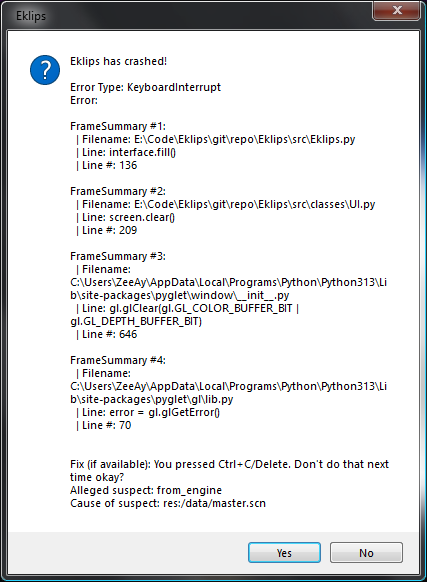 Eklips
Eklips has crashed!
Error Type: KeyboardInterrupt
Error:
FrameSummary #1:
| Filename: E:\Code\Eklips\git\repo\Eklips\src\Eklips.py
| Line: interface.fill()
| Line #: 136
FrameSummary #2:
| Filename: E:\Code\Eklips\git\repo\Eklips\src\classes\UI.py
| Line: screen.clear()
| Line #: 209
FrameSummary #3:
| Filename:
C:\Users\ZeeAy\AppData\Local\Programs\Python\Python313\Li
b\site-packages\pyglet\window\__init__.py
| Line: gl.glClear(gl.GL_COLOR_BUFFER_BIT |
gl.GL_DEPTH_BUFFER_BIT)
| Line #: 646
FrameSummary #4:
| Filename:
C:\Users\ZeeAy\AppData\Local\Programs\Python\Python313\Li
b\site-packages\pyglet\gl\lib.py
| Line: error = gl.glGetError()
| Line #: 70
Fix (if available): You pressed Ctrl+C/Delete. Don't do that next
time okay?
Alleged suspect: from_engine
Cause of suspect: res:/data/master.scn
Yes
No